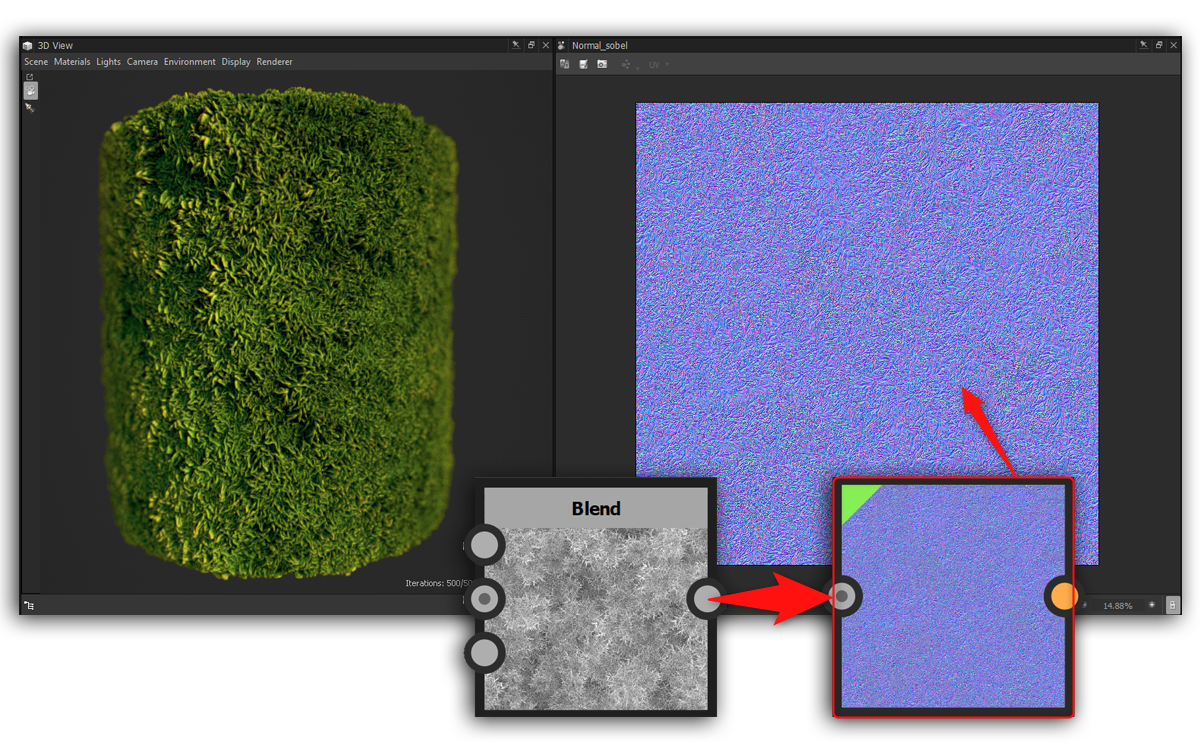 3D View
Normal_sobel
Scene Materials Lights Camera Environment Display Renderer
UV
Iterations: 500/50
Blend
14.88%